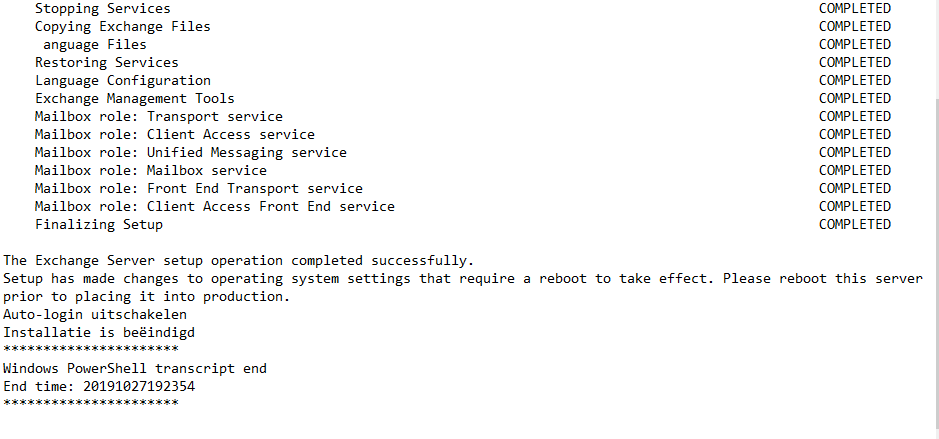 Stopping Services COMPLETED
Copying Exchange Files COMPLETED
anguage Files COMPLETED
Restoring Services COMPLETED
Language Configuration COMPLETED
Exchange Management Tools COMPLETED
Mailbox role: Transport service COMPLETED
Mailbox role: Client Access service COMPLETED
Mailbox role: Unified Messaging service COMPLETED
Mailbox role: Mailbox service COMPLETED
Mailbox role: Front End Transport service COMPLETED
Mailbox role: Client Access Front End service COMPLETED
Finalizing Setup COMPLETED
The Exchange Server setup operation completed successfully.
Setup has made changes to operating system settings that require a reboot to take effect. Please reboot this server
prior to placing it into production.
Auto-login uitschakelen
Installatie is beëindigd
**********************
Windows PowerShell transcript end
End time: 20191027192354
**********************